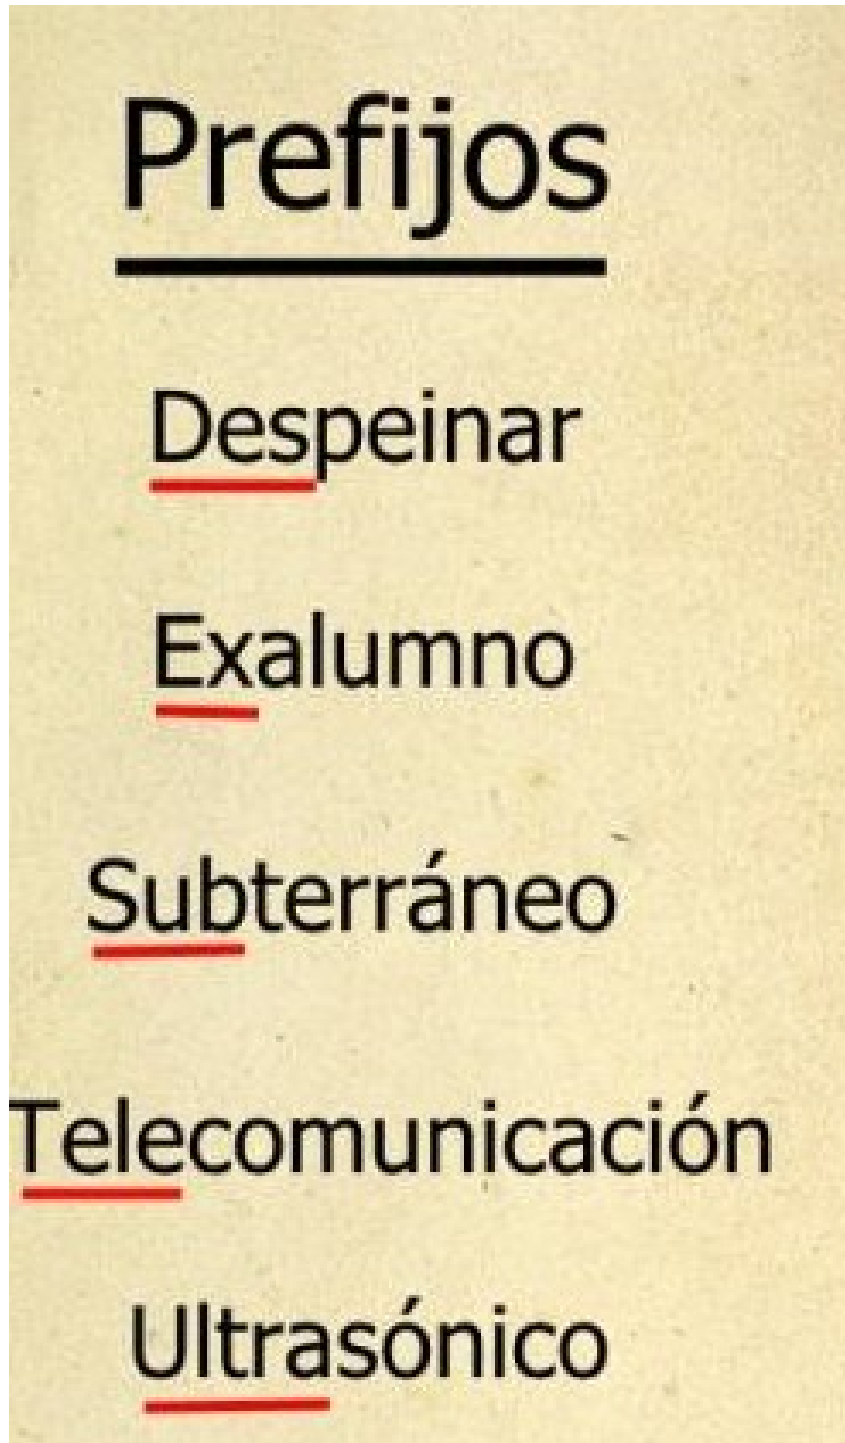 Prefijos
Despeinar
Exalumno
Subterráneo
Telecomunicación
Ultrasónico